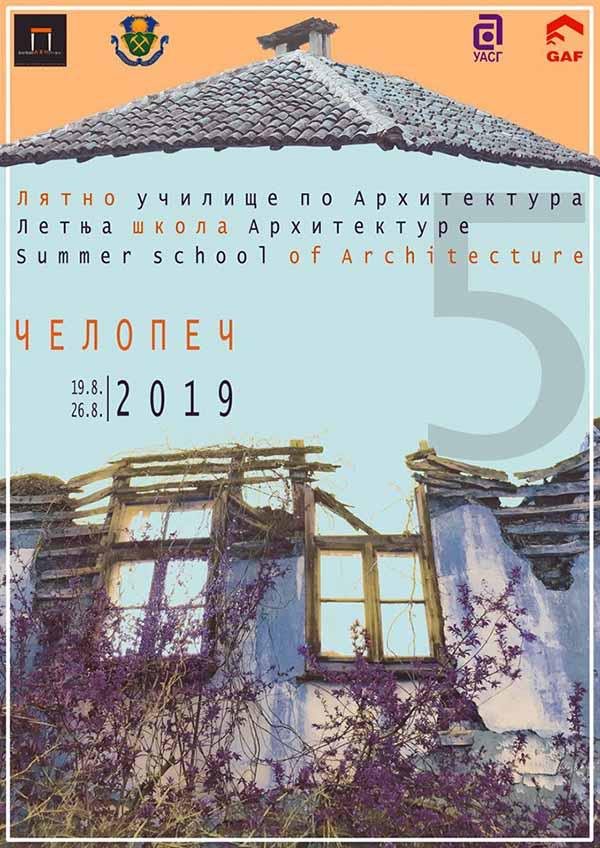 УАСГ
GAF
Лятно училище по Архитектура
Летња школа Архитектуре
Summer school of Architecture
5
ЧЕЛОПЕЧ
19.8.
26.8.
2019